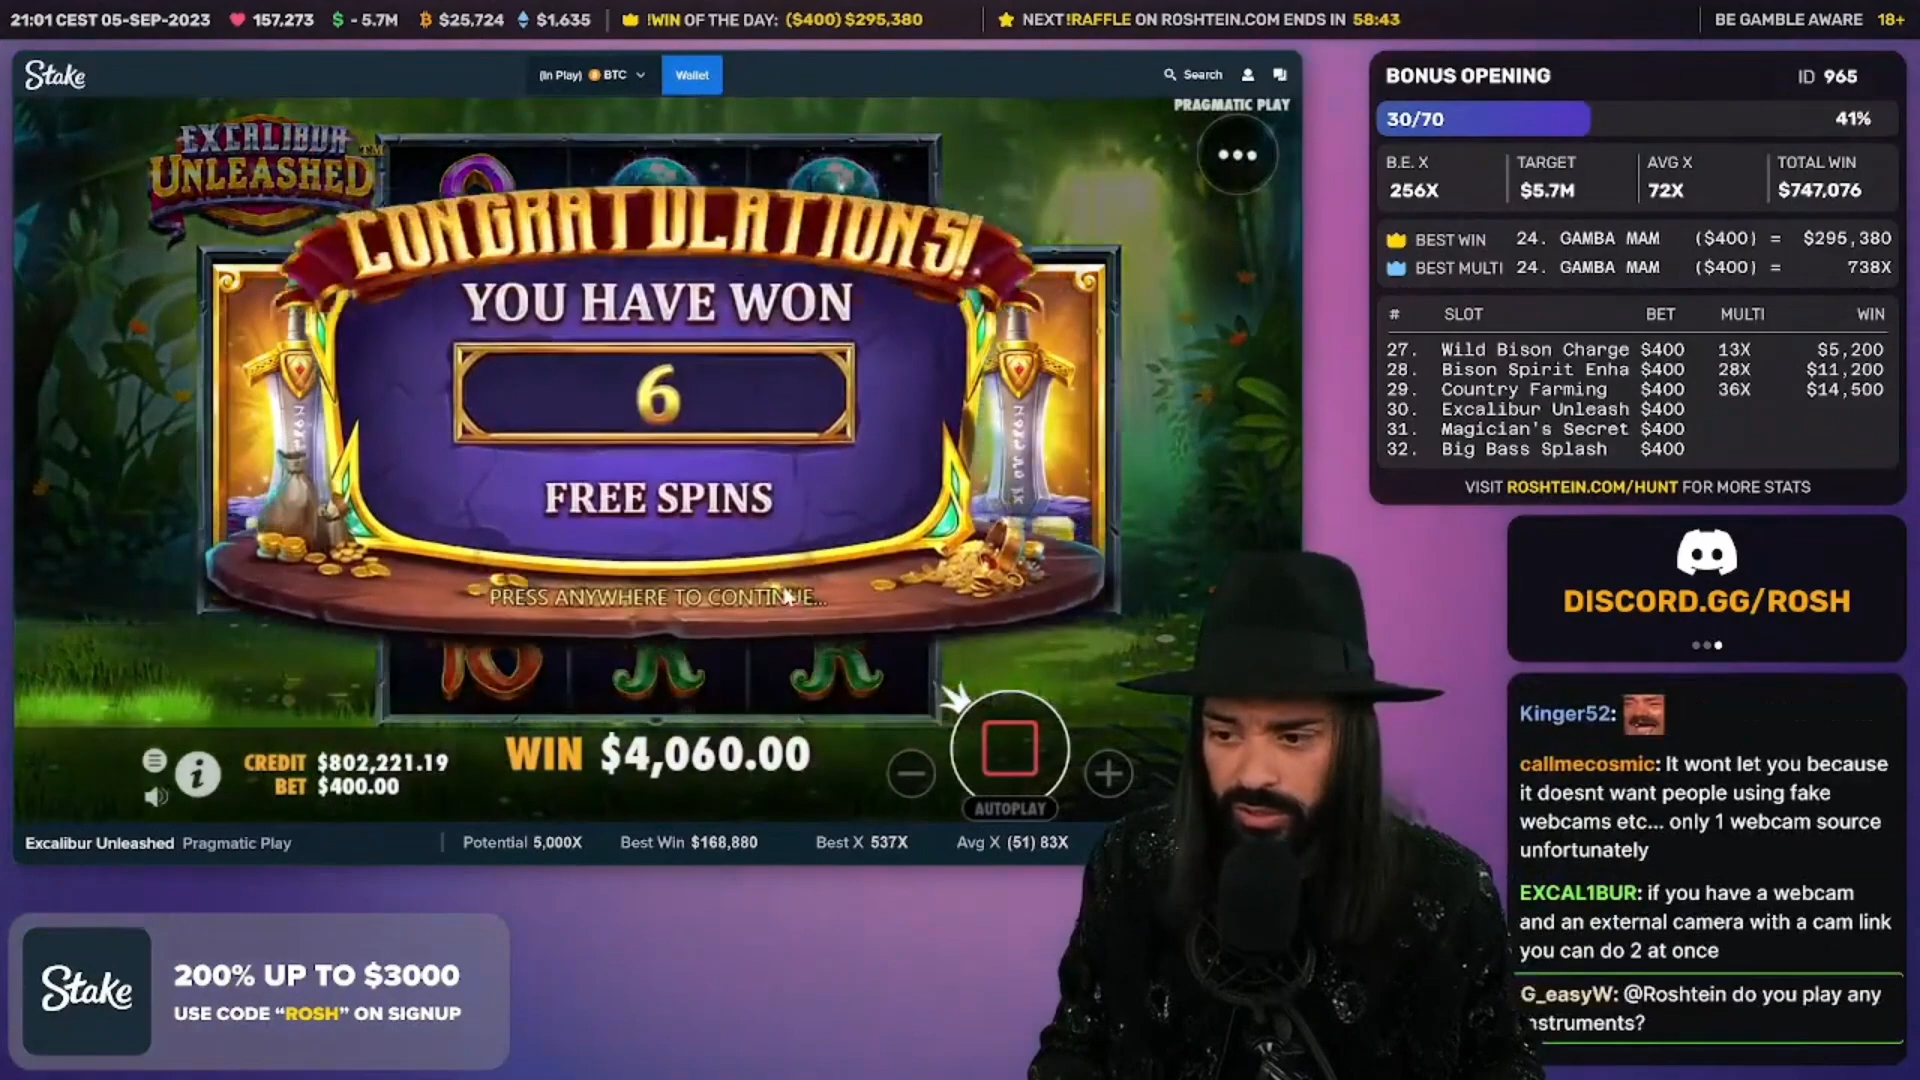 21:01 CEST 05-SEP-2023 157,273 $ - 5.7M $25,724 $1,635 !WIN OF THE DAY: ($400) $295,380 NEXT !RAFFLE ON ROSHTEIN.COM ENDS IN 58:43 BE GAMBLE AWARE 18+
Stake (In Play) BTC Wallet Search
PRAGMATIC PLAY
EXCALIBUR
UNLEASHED™
CONGRATULATIONS!
YOU HAVE WON
6
FREE SPINS
PRESS ANYWHERE TO CONTINUE...
10 K K
CREDIT $802,221.19
BET $400.00
WIN $4,060.00
AUTOPLAY
Excalibur Unleashed Pragmatic Play Potential 5,000X Best Win $168,880 Best X 537X Avg X (51) 83X
Stake
200% UP TO $3000
USE CODE “ROSH” ON SIGNUP
BONUS OPENING ID 965
30/70 41%
B.E. X TARGET AVG X TOTAL WIN
256X $5.7M 72X $747,076
BEST WIN 24. GAMBA MAM ($400) = $295,380
BEST MULTI 24. GAMBA MAM ($400) = 738X
# SLOT BET MULTI WIN
27. Wild Bison Charge $400 13X $5,200
28. Bison Spirit Enha $400 28X $11,200
29. Country Farming $400 36X $14,500
30. Excalibur Unleash $400
31. Magician's Secret $400
32. Big Bass Splash $400
VISIT ROSHTEIN.COM/HUNT FOR MORE STATS
DISCORD.GG/ROSH
Kinger52:
callmecosmic: It wont let you because
it doesnt want people using fake
webcams etc... only 1 webcam source
unfortunately
EXCAL1BUR: if you have a webcam
and an external camera with a cam link
you can do 2 at once
G_easyW: @Roshtein do you play any
instruments?